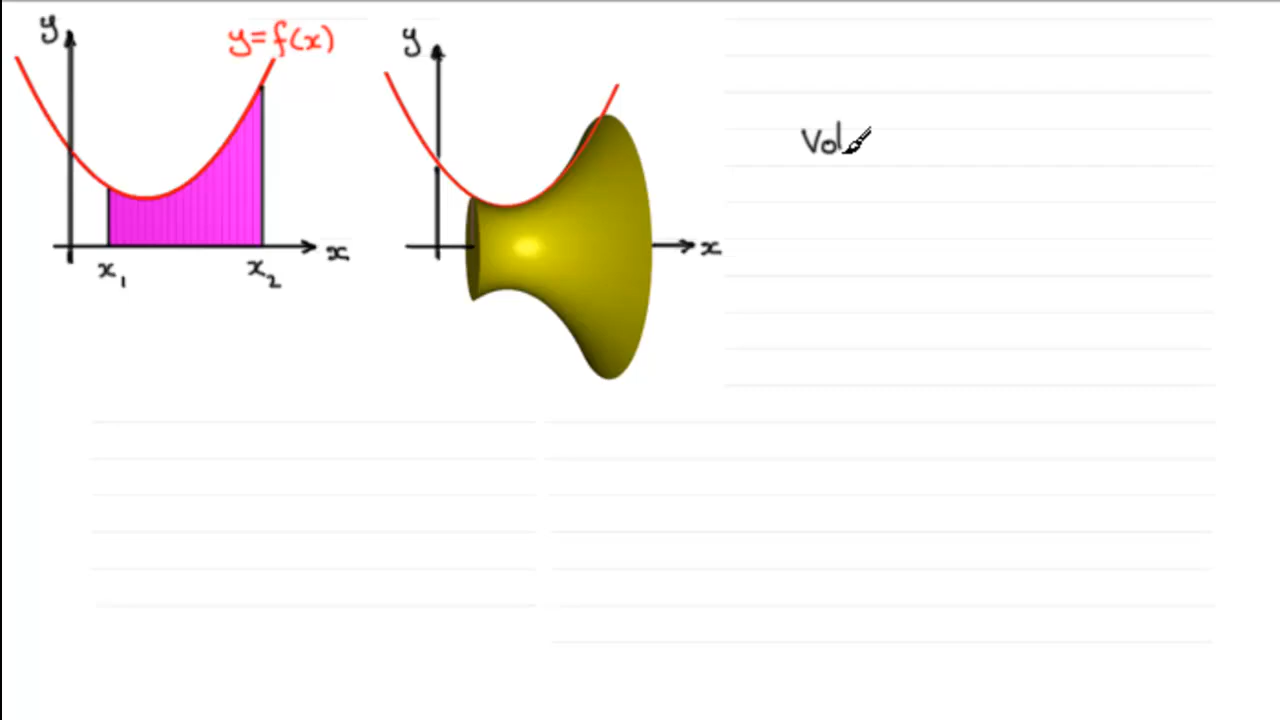 y
y=f(x)
x₁
x₂
x
y
x
Vol